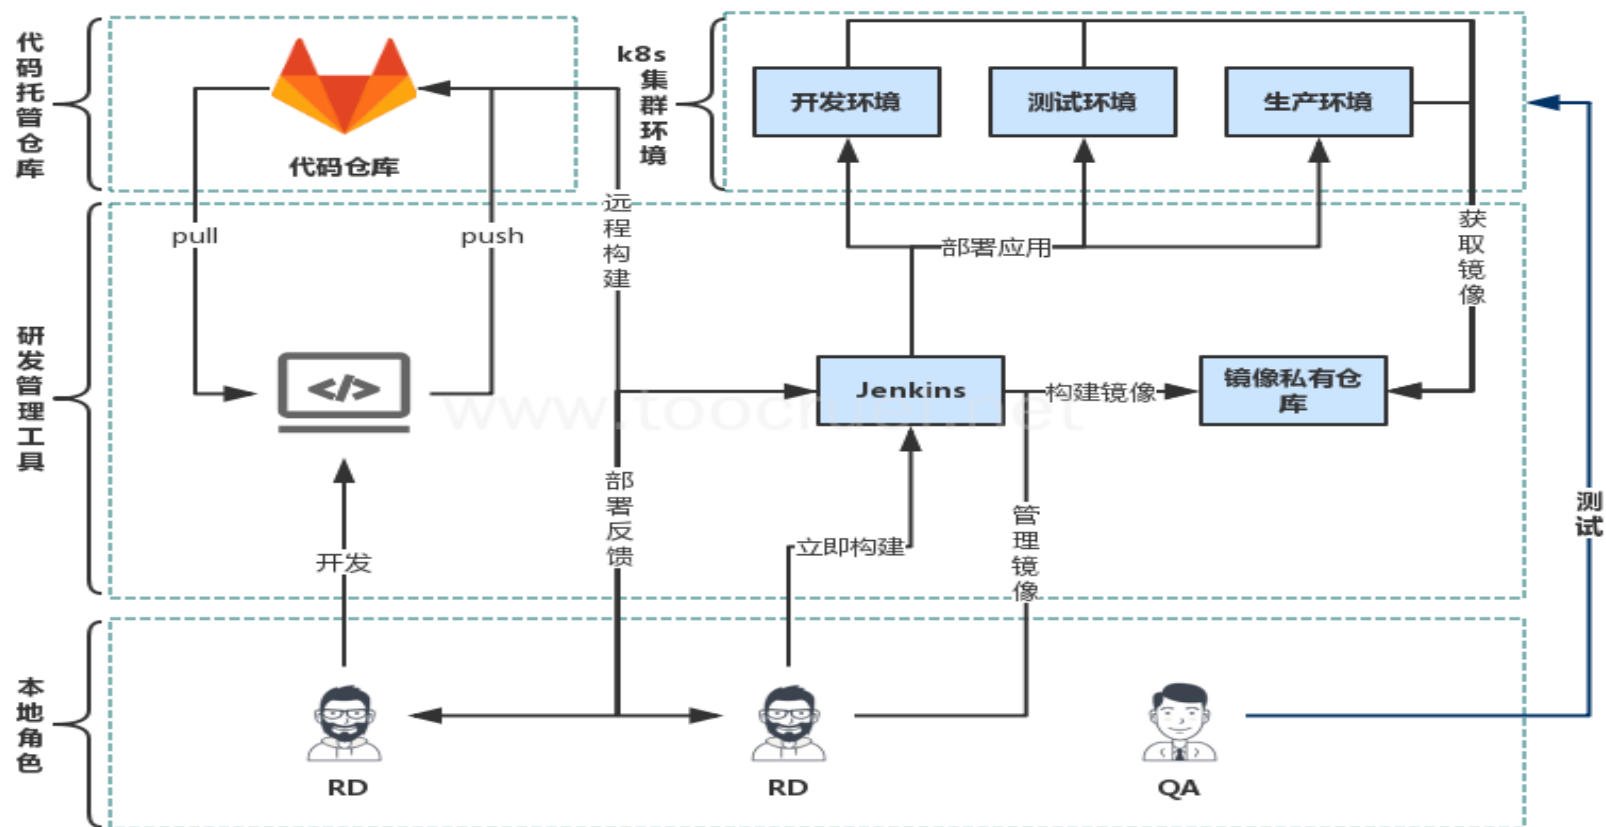 代码托管仓库
代码仓库
k8s集群环境
开发环境
测试环境
生产环境
pull
push
远程构建
部署应用
获取镜像
研发管理工具
</>
Jenkins
构建镜像
镜像私有仓
库
www.toocruel.net
部署反馈
开发
立即构建
管理镜像
测试
本地角色
RD
RD
QA